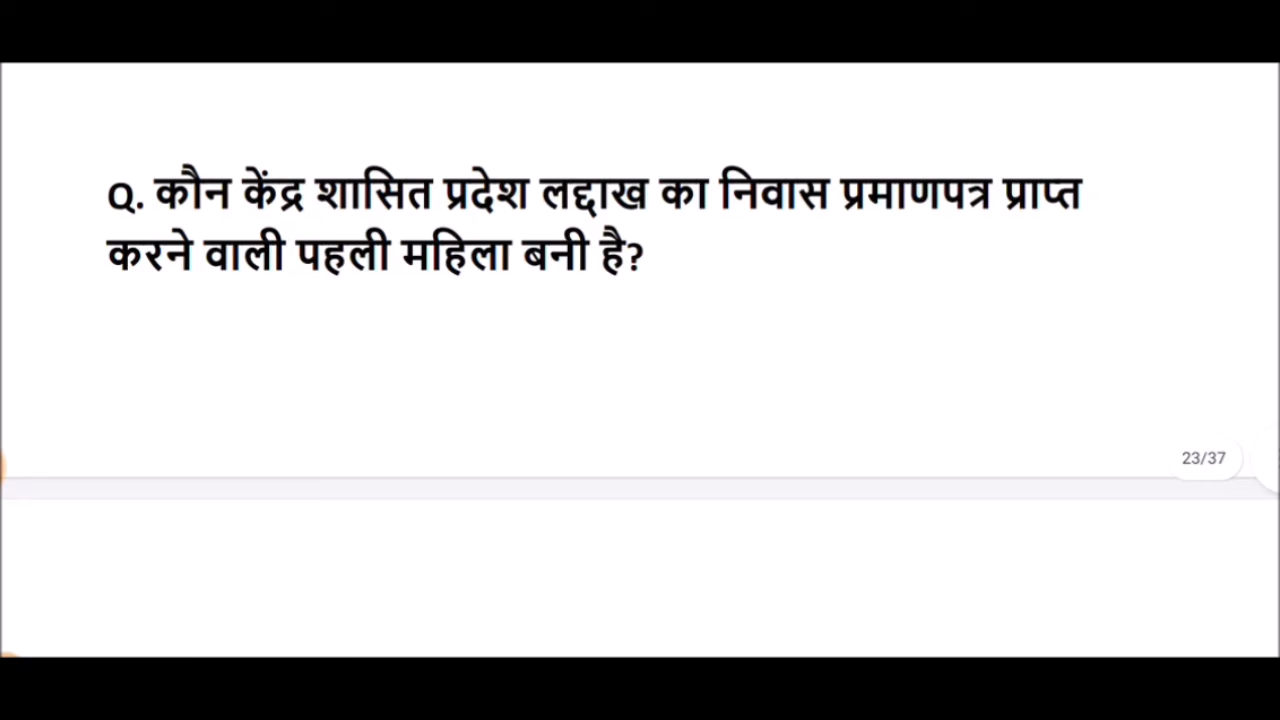 Q. कौन केंद्र शासित प्रदेश लद्दाख का निवास प्रमाणपत्र प्राप्त
करने वाली पहली महिला बनी है?
23/37